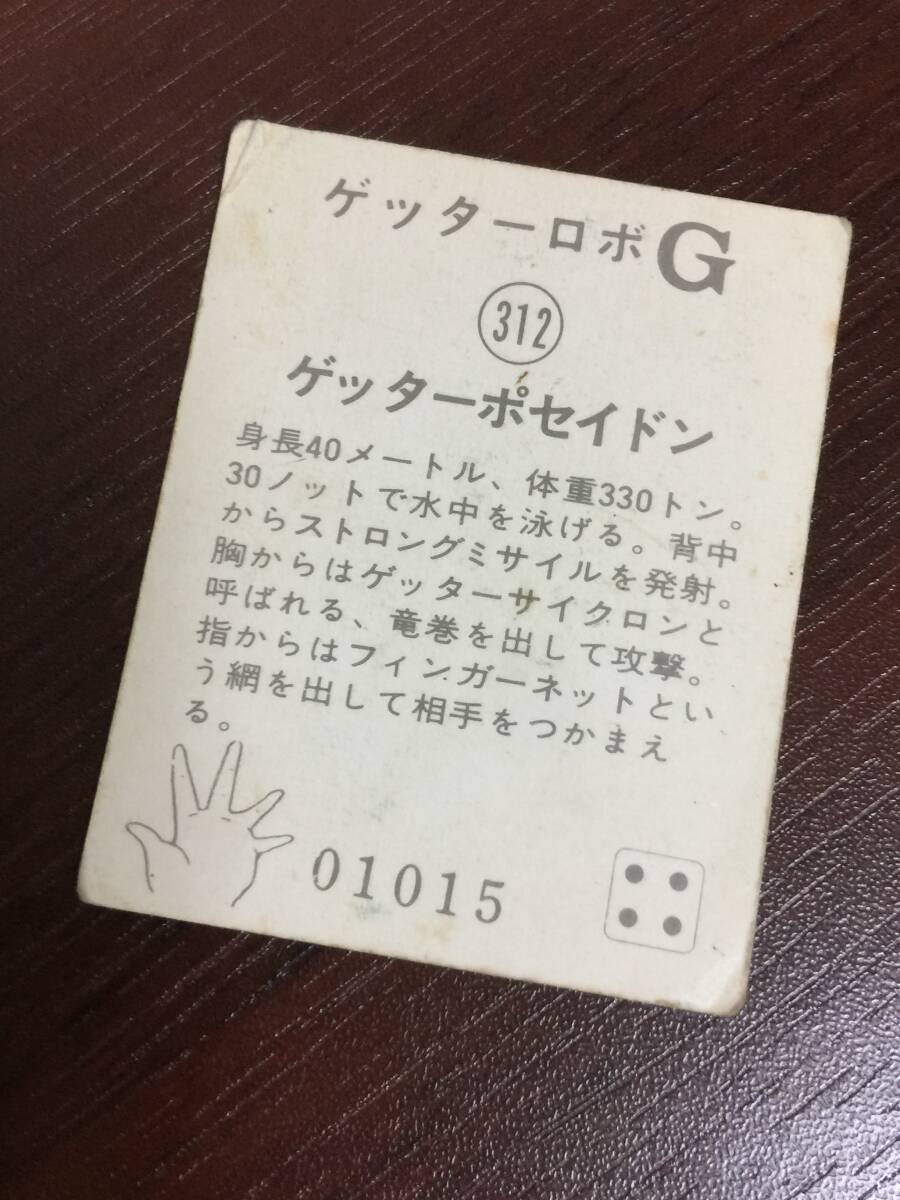 ゲッターロボG
312
ゲッターポセイドン
身長40メートル、体重330トン。
30ノットで水中を泳げる。背中
からストロングミサイルを発射。
胸からはゲッターサイクロンと
呼ばれる、竜巻を出して攻撃。
指からはフィンガーネットとい
う網を出して相手をつかまえ
る。
01015